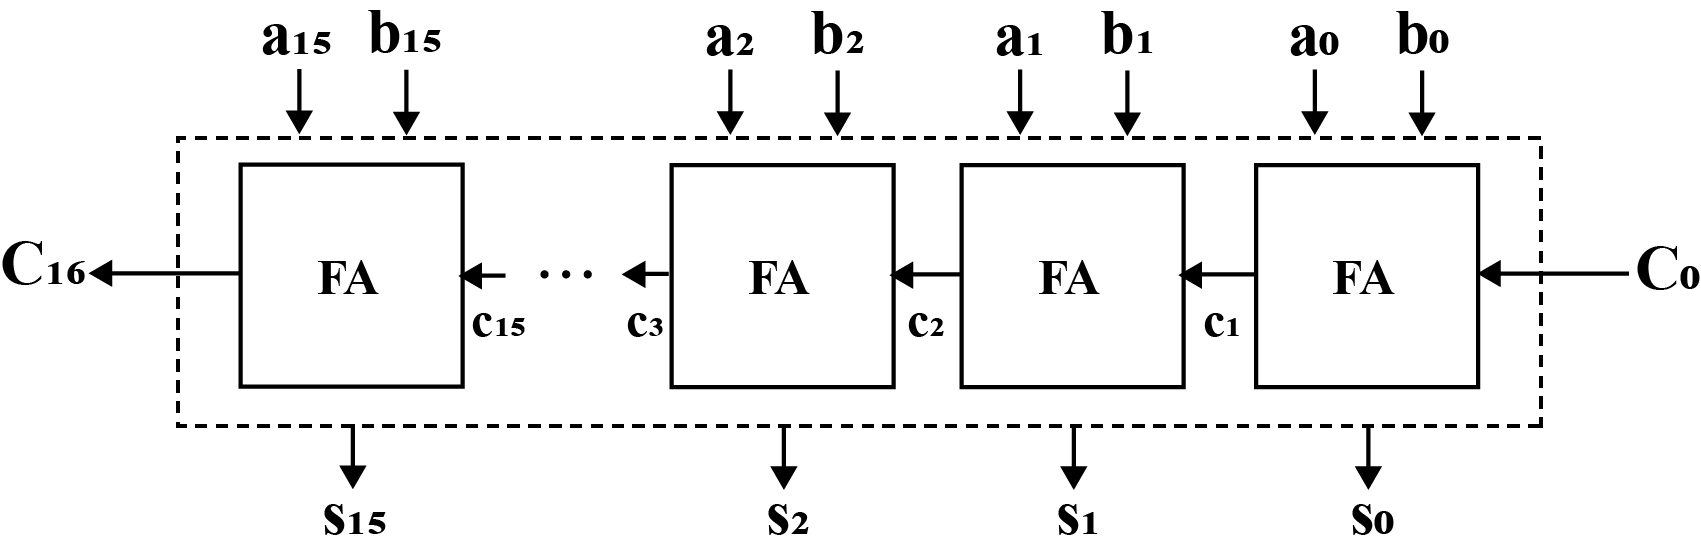 a15 b15 a2 b2 a1 b1 a0 b0
C16 FA FA FA FA C0
c15 ... c3 c2 c1
s15 s2 s1 s0